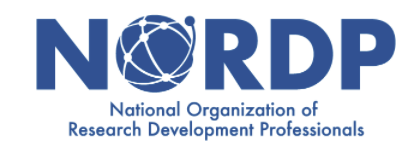 NORDP
National Organization of
Research Development Professionals